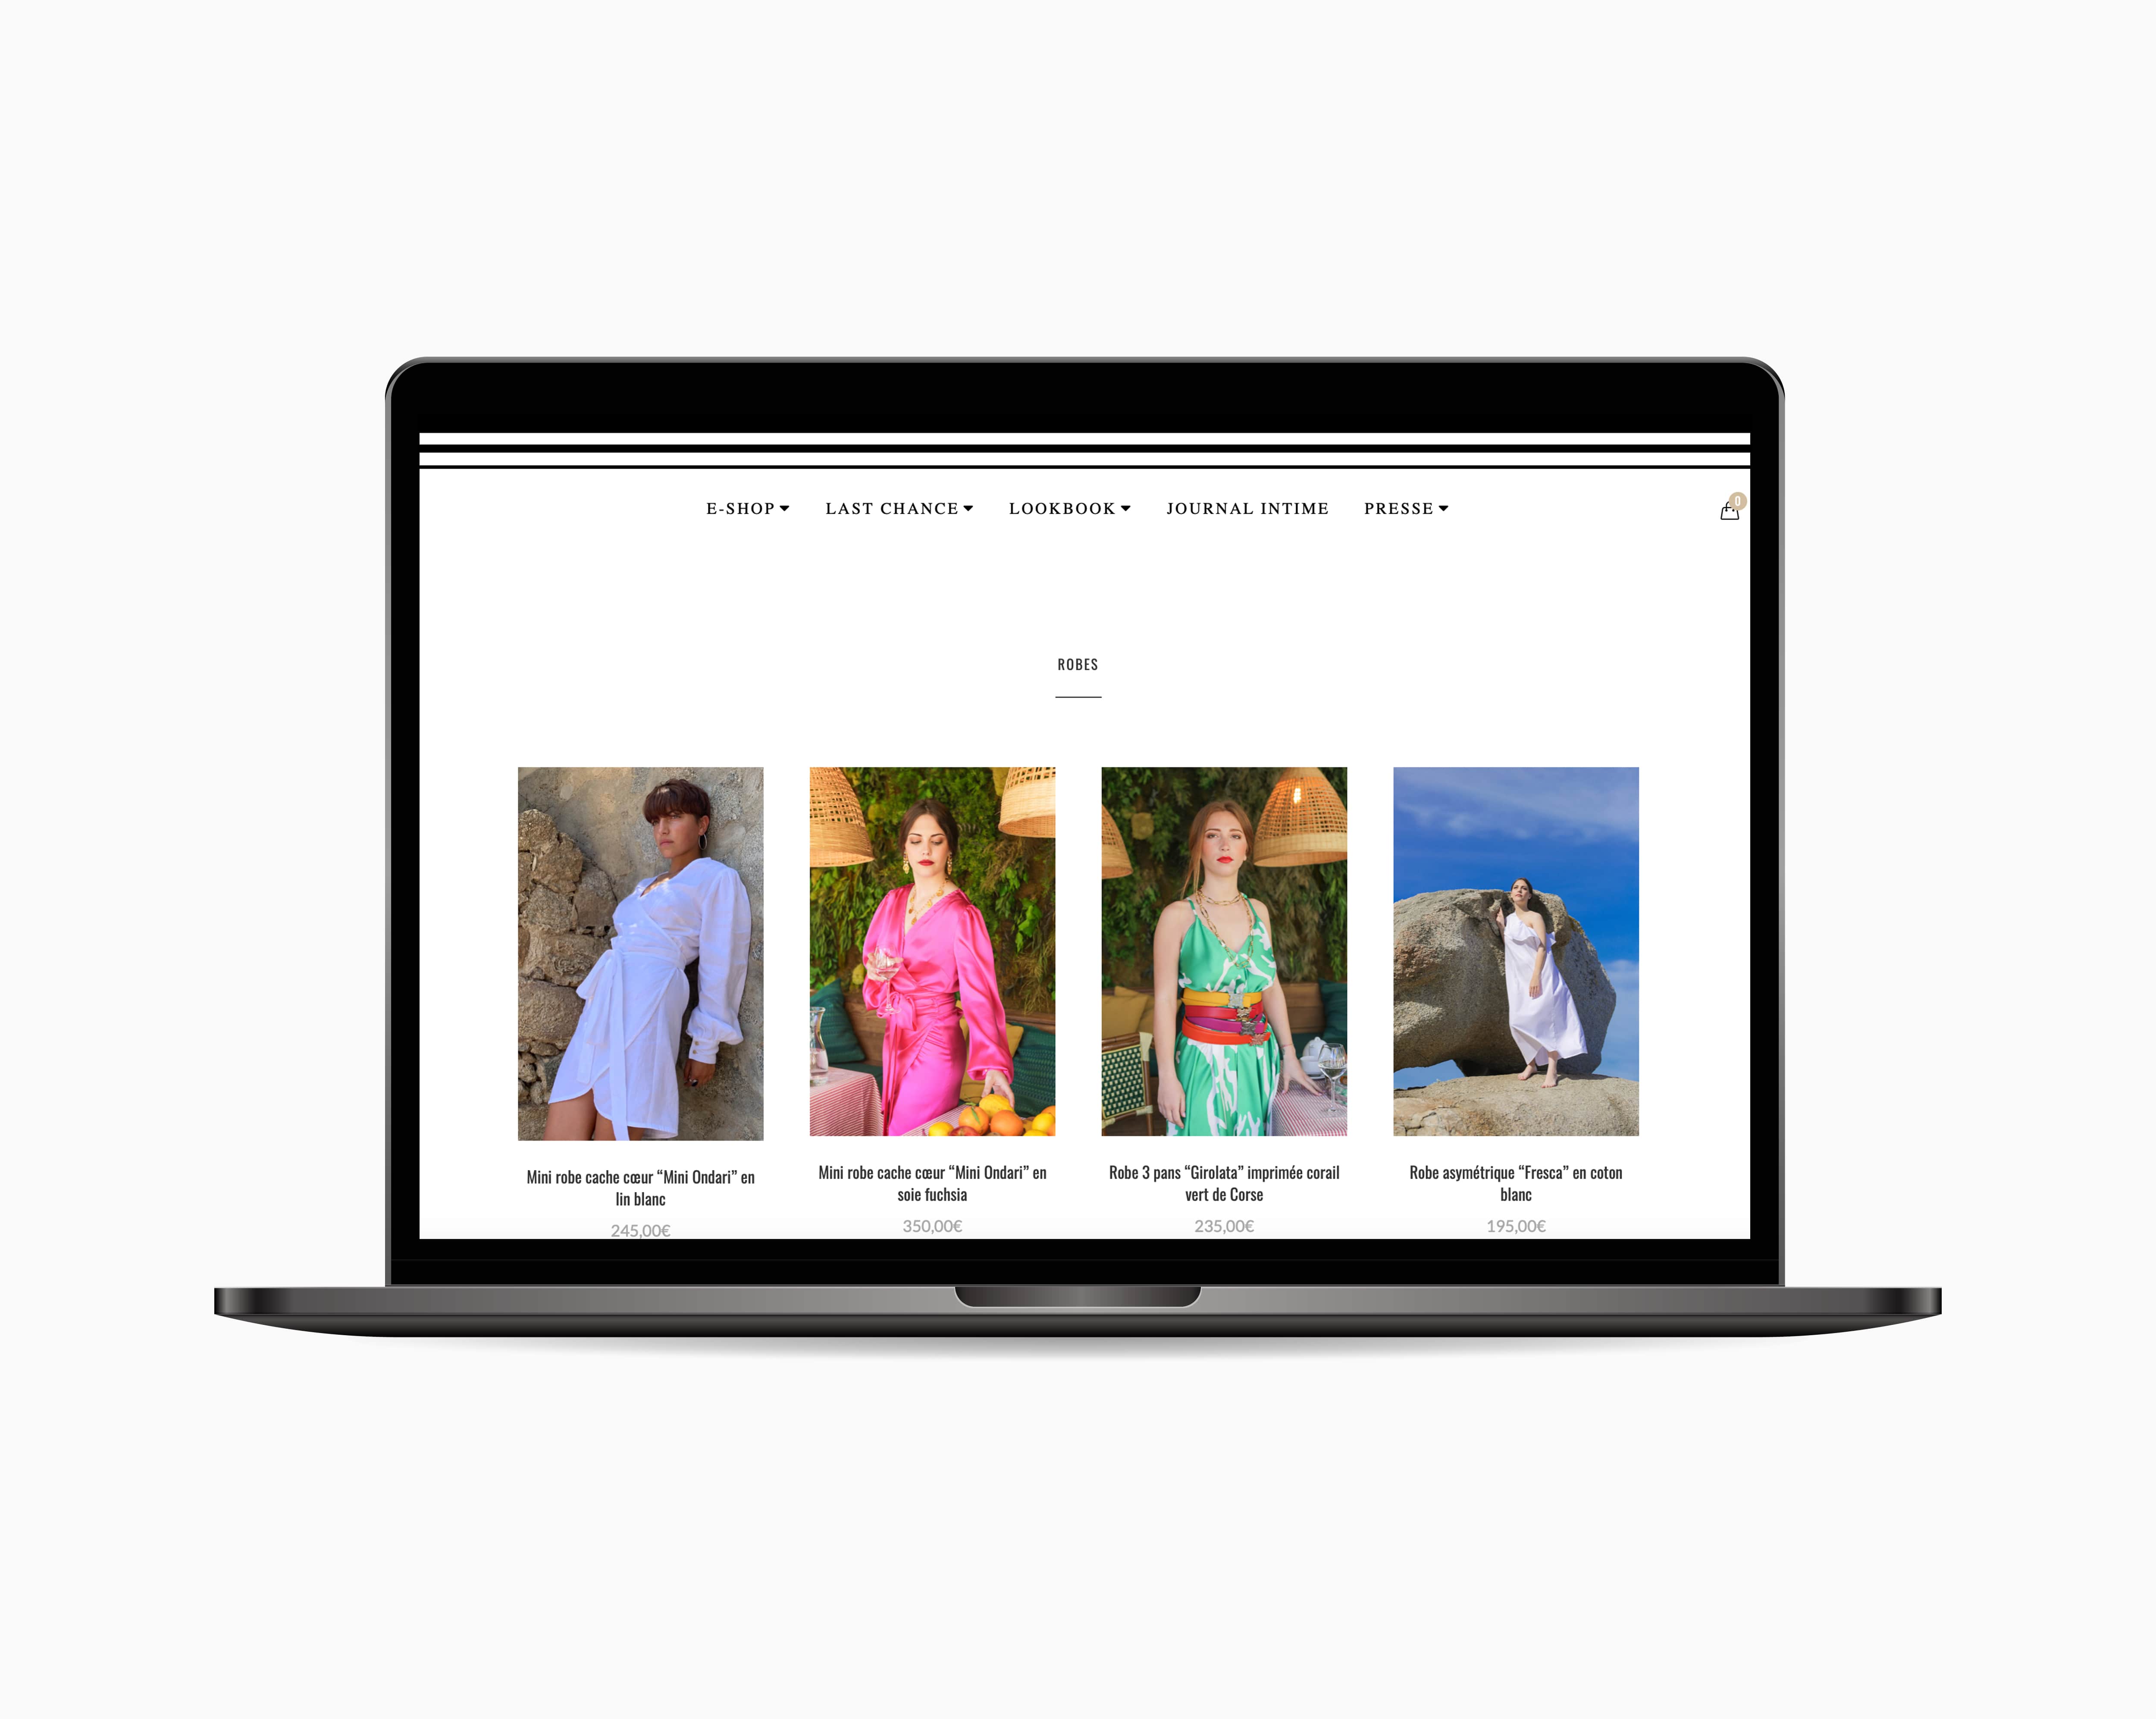 E-SHOP LAST CHANCE LOOKBOOK JOURNAL INTIME PRESSE
0
ROBES
Mini robe cache cœur “Mini Ondari” en
lin blanc
245,00€
Mini robe cache cœur “Mini Ondari” en
soie fuchsia
350,00€
Robe 3 pans “Girolata” imprimée corail
vert de Corse
235,00€
Robe asymétrique “Fresca” en coton
blanc
195,00€